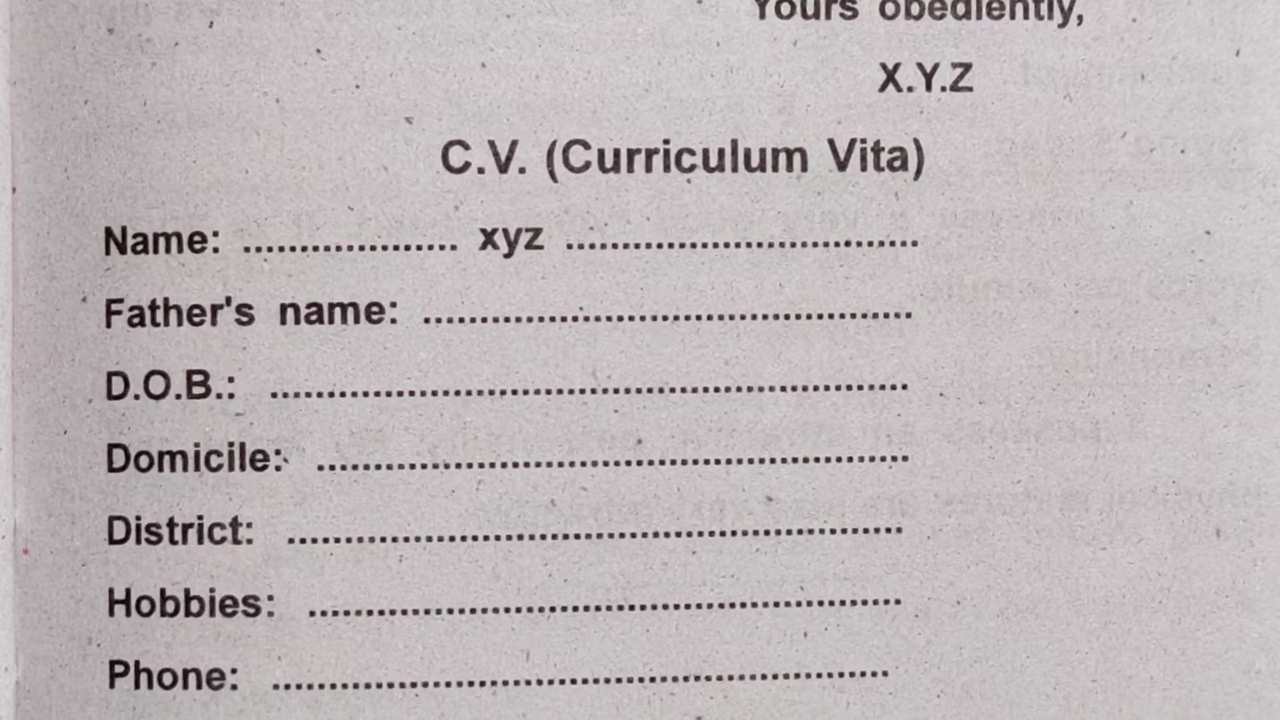 Yours obediently,
X.Y.Z
C.V. (Curriculum Vita)
Name: ................... xyz ...............................
Father's name: ...........................................
D.O.B.: ........................................................
Domicile: ....................................................
District: ......................................................
Hobbies: ....................................................
Phone: ......................................................